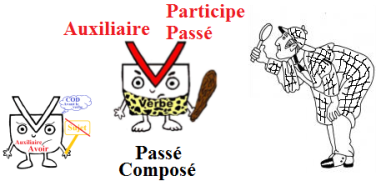 Auxiliaire
Participe
Passé
Verbe
COD
Sujet
Auxiliaire
Avoir
Passé
Composé